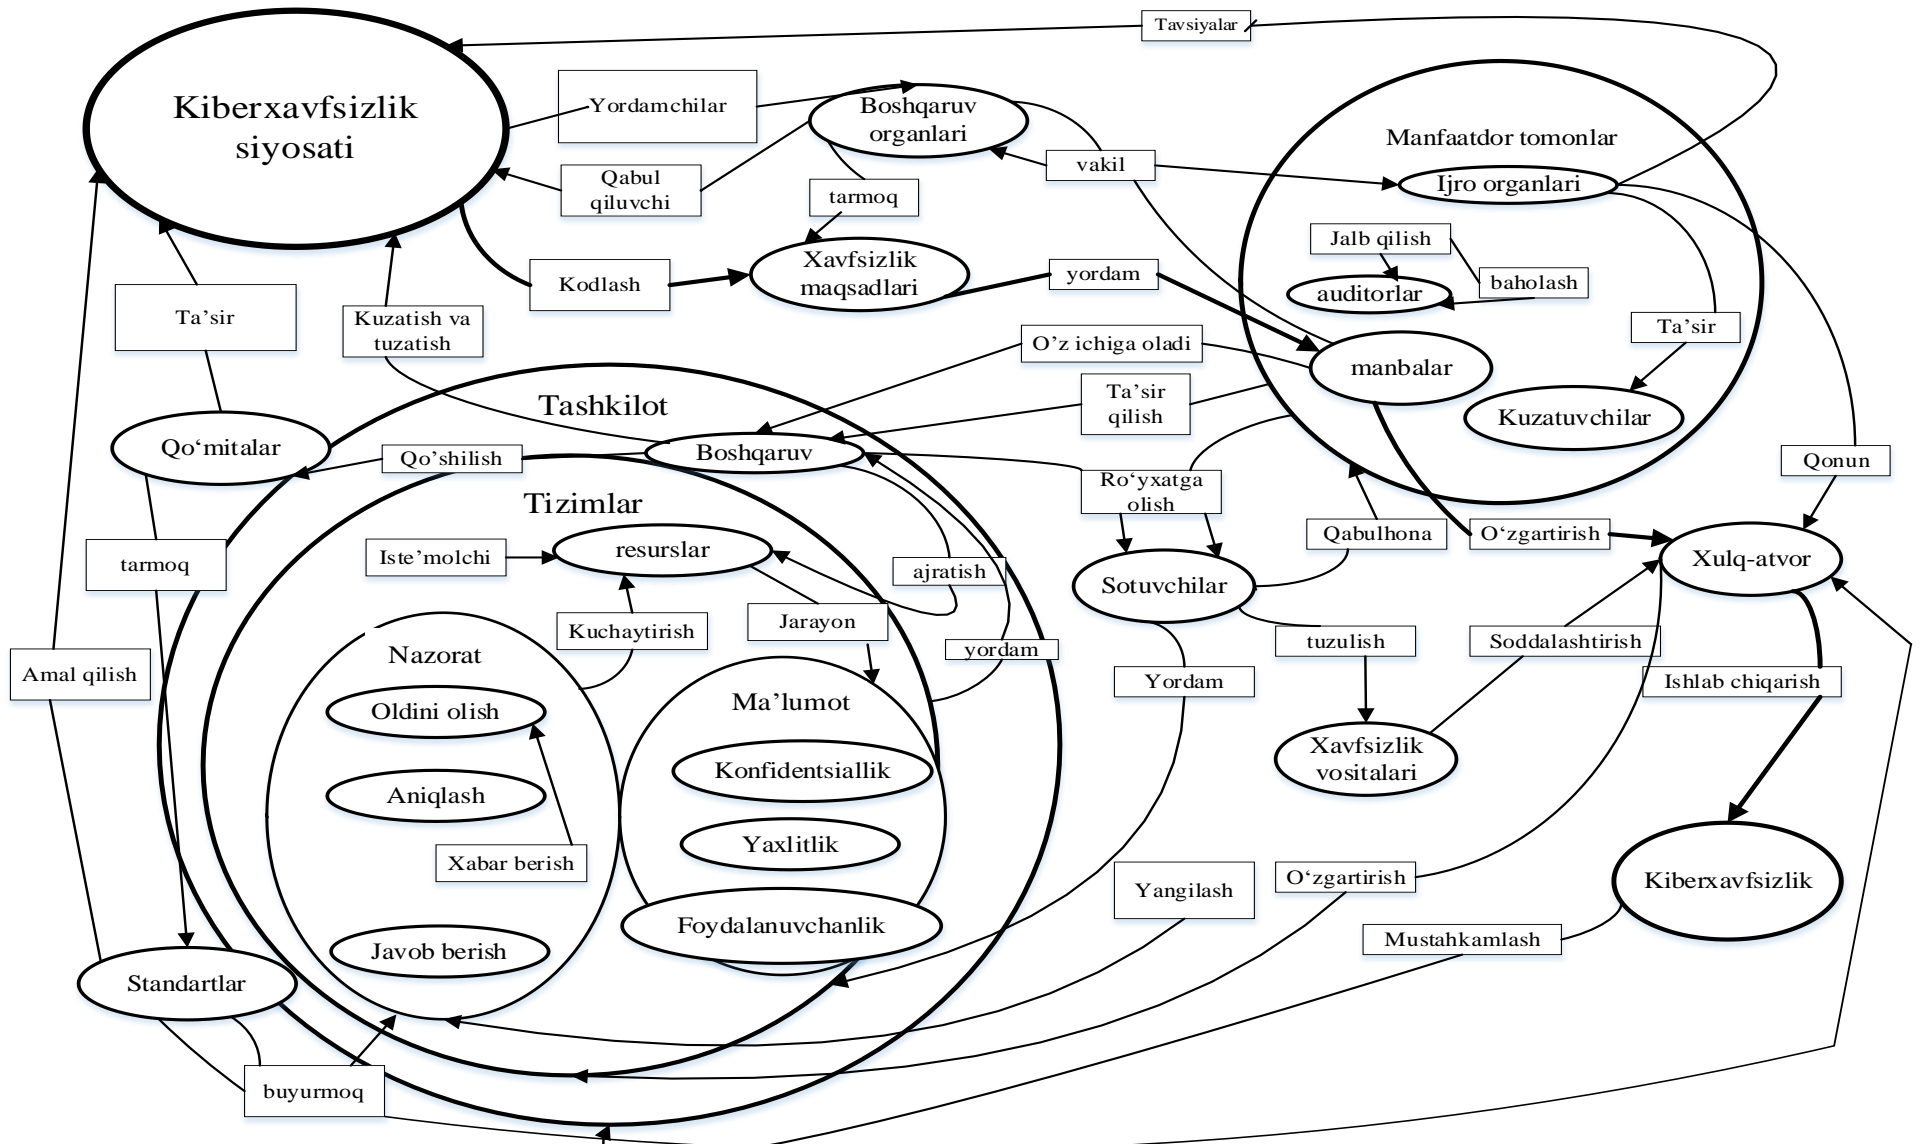 Tavsiyalar
Kiberxavfsizlik
siyosati
Yordamchilar
Boshqaruv
organlari
Manfaatdor tomonlar
vakil
Qabul
qiluvchi
tarmoq
Ijro organlari
Jalb qilish
Xavfsizlik
maqsadlari
yordam
baholash
auditorlar
Kodlash
Ta'sir
Kuzatish va
tuzatish
Ta’sir
O’z ichiga oladi
manbalar
Ta'sir
qilish
Tashkilot
Kuzatuvchilar
Qo‘mitalar
Qo’shilish
Boshqaruv
Qonun
Ro‘yxatga
olish
Tizimlar
Qabulhona
O‘zgartirish
resurslar
Iste’molchi
tarmoq
ajratish
Sotuvchilar
Xulq-atvor
Jarayon
Kuchaytirish
tuzulish
Soddalashtirish
yordam
Nazorat
Amal qilish
Yordam
Ishlab chiqarish
Ma’lumot
Oldini olish
Xavfsizlik
vositalari
Konfidentsiallik
Aniqlash
Yaxlitlik
Xabar berish
Yangilash
O‘zgartirish
Kiberxavfsizlik
Foydalanuvchanlik
Mustahkamlash
Javob berish
Standartlar
buyurmoq